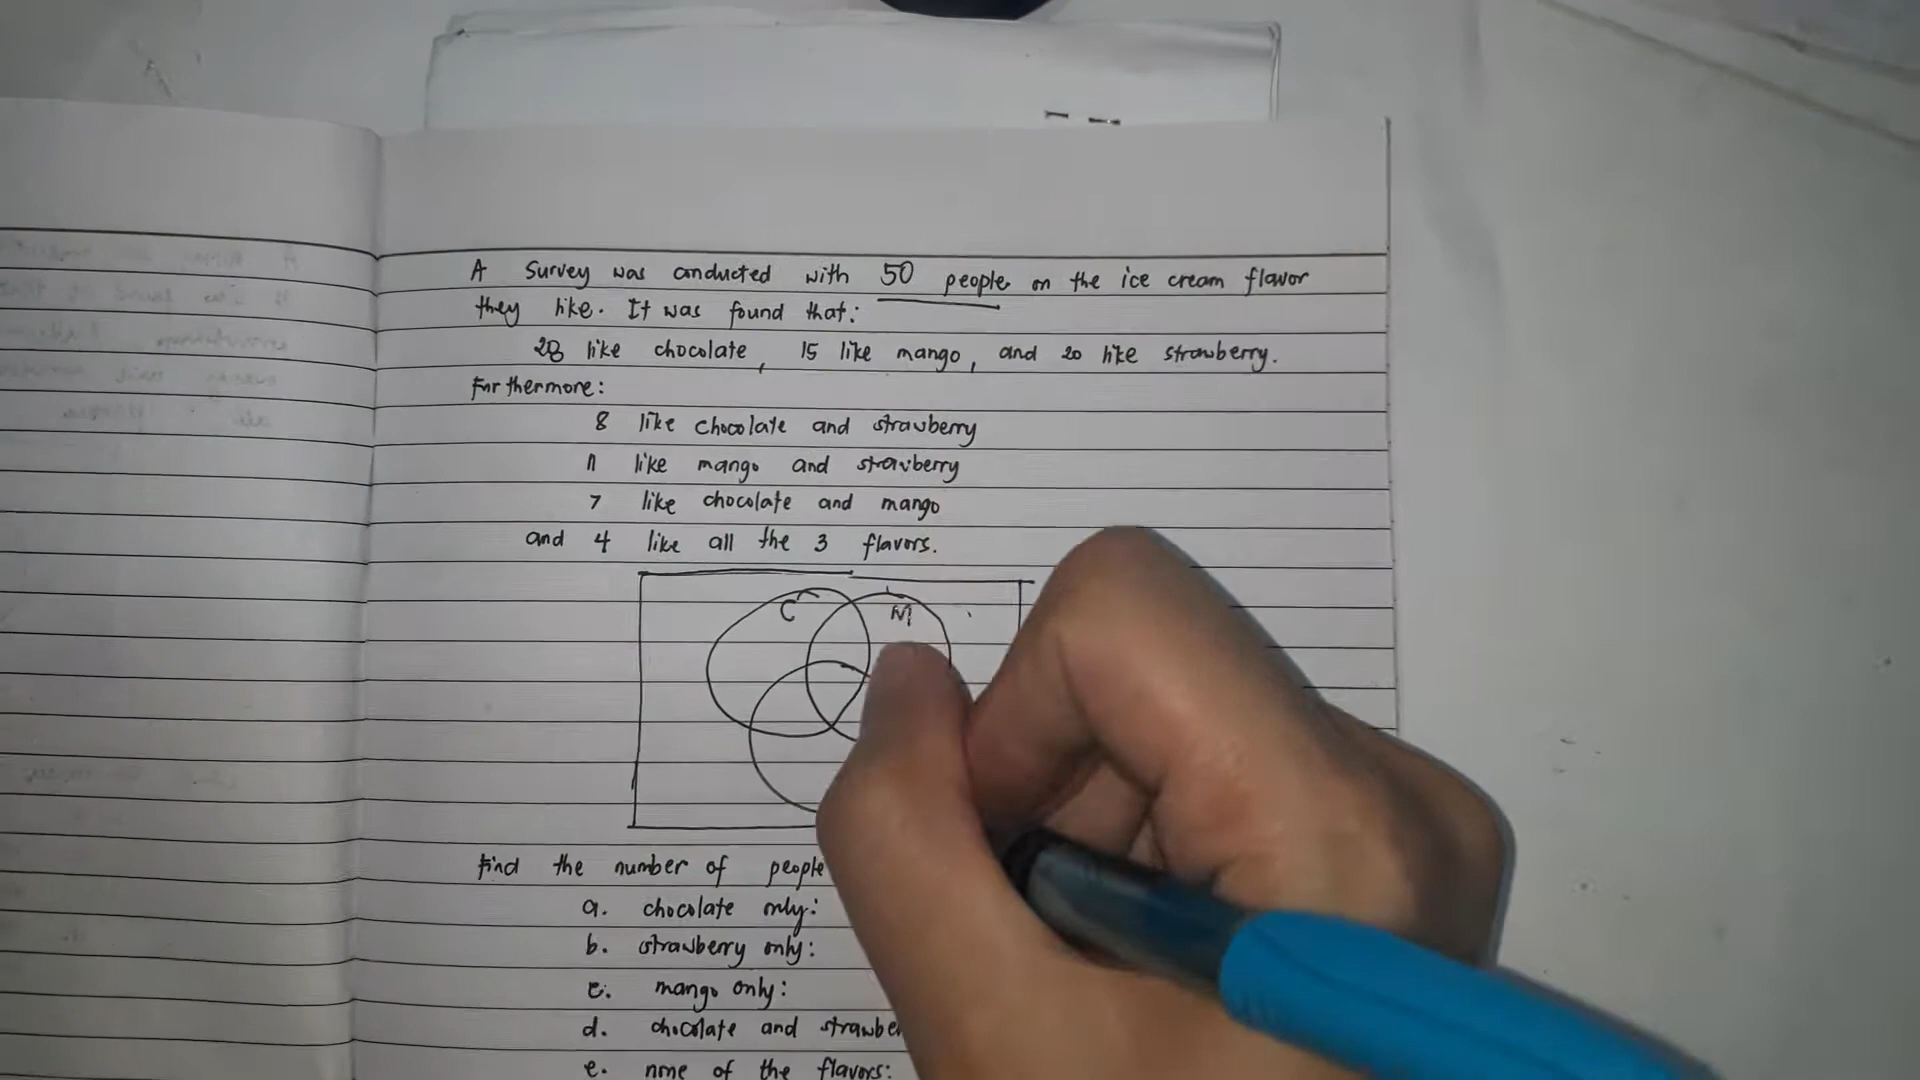 A Survey was conducted with 50 people on the ice cream flavor
they like. It was found that:
28 like chocolate, 15 like mango, and 20 like strawberry.
Furthermore:
8 like chocolate and strawberry
11 like mango and strawberry
7 like chocolate and mango
and 4 like all the 3 flavors.
C M
Find the number of people
a. chocolate only:
b. strawberry only:
c. mango only:
d. chocolate and strawbe
e. none of the flavors: